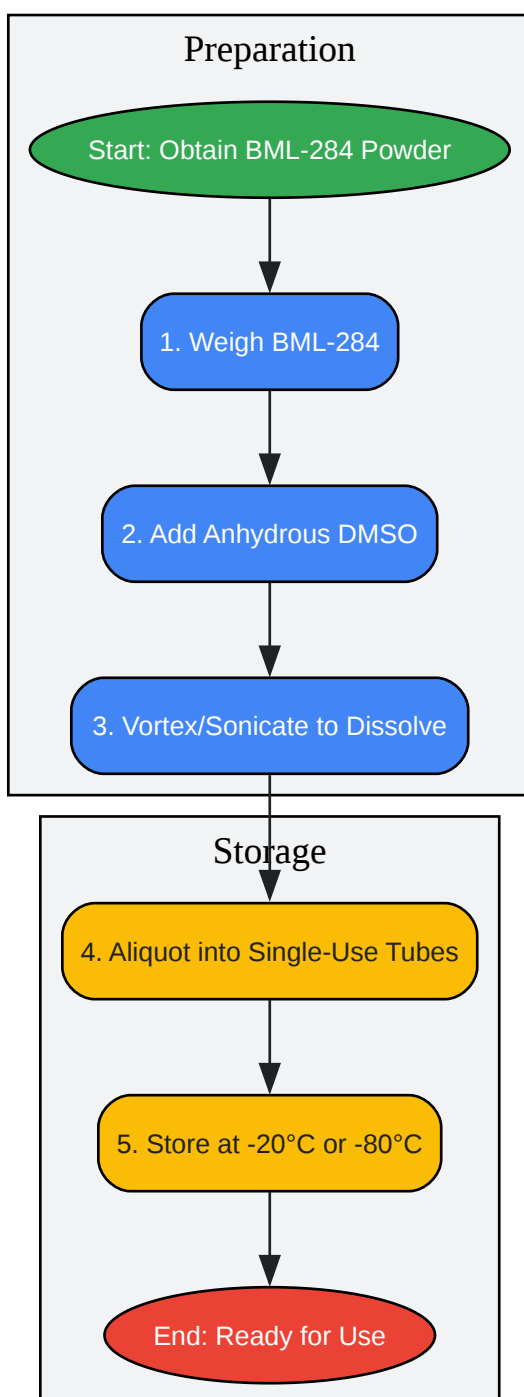 Preparation
Start: Obtain BML-284 Powder
1. Weigh BML-284
2. Add Anhydrous DMSO
3. Vortex/Sonicate to Dissolve
Storage
4. Aliquot into Single-Use Tubes
5. Store at -20°C or -80°C
End: Ready for Use